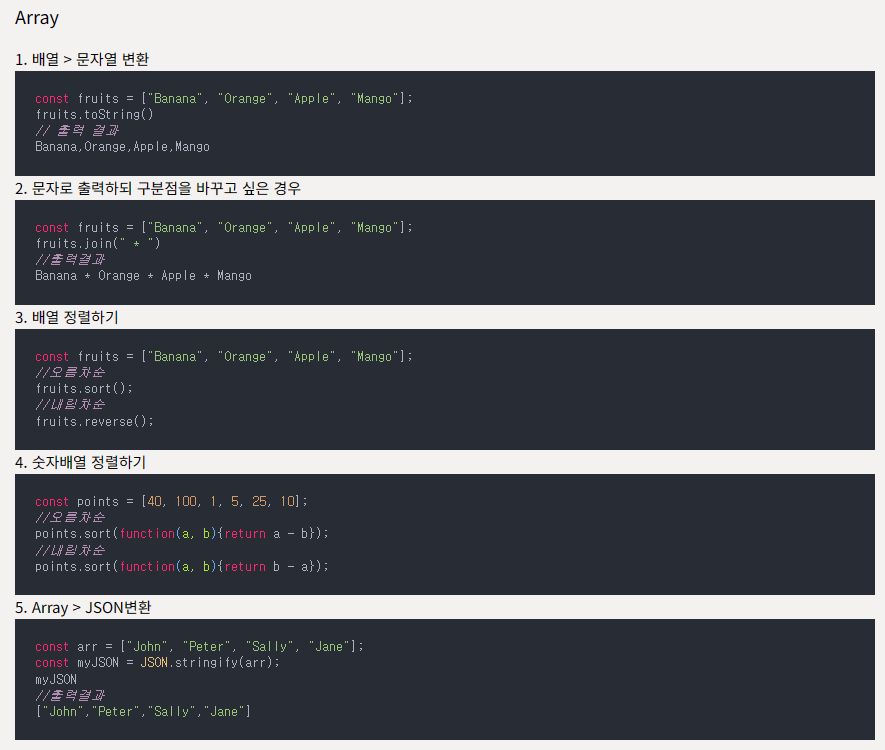 Array
1. 배열 > 문자열 변환
const fruits = ["Banana", "Orange", "Apple", "Mango"];
fruits.toString()
// 출력 결과
Banana,Orange,Apple,Mango
2. 문자로 출력하되 구분점을 바꾸고 싶은 경우
const fruits = ["Banana", "Orange", "Apple", "Mango"];
fruits.join(" * ")
//출력결과
Banana * Orange * Apple * Mango
3. 배열 정렬하기
const fruits = ["Banana", "Orange", "Apple", "Mango"];
//오름차순
fruits.sort();
//내림차순
fruits.reverse();
4. 숫자배열 정렬하기
const points = [40, 100, 1, 5, 25, 10];
//오름차순
points.sort(function(a, b){return a - b});
//내림차순
points.sort(function(a, b){return b - a});
5. Array > JSON변환
const arr = ["John", "Peter", "Sally", "Jane"];
const myJSON = JSON.stringify(arr);
myJSON
//출력결과
["John","Peter","Sally","Jane"]